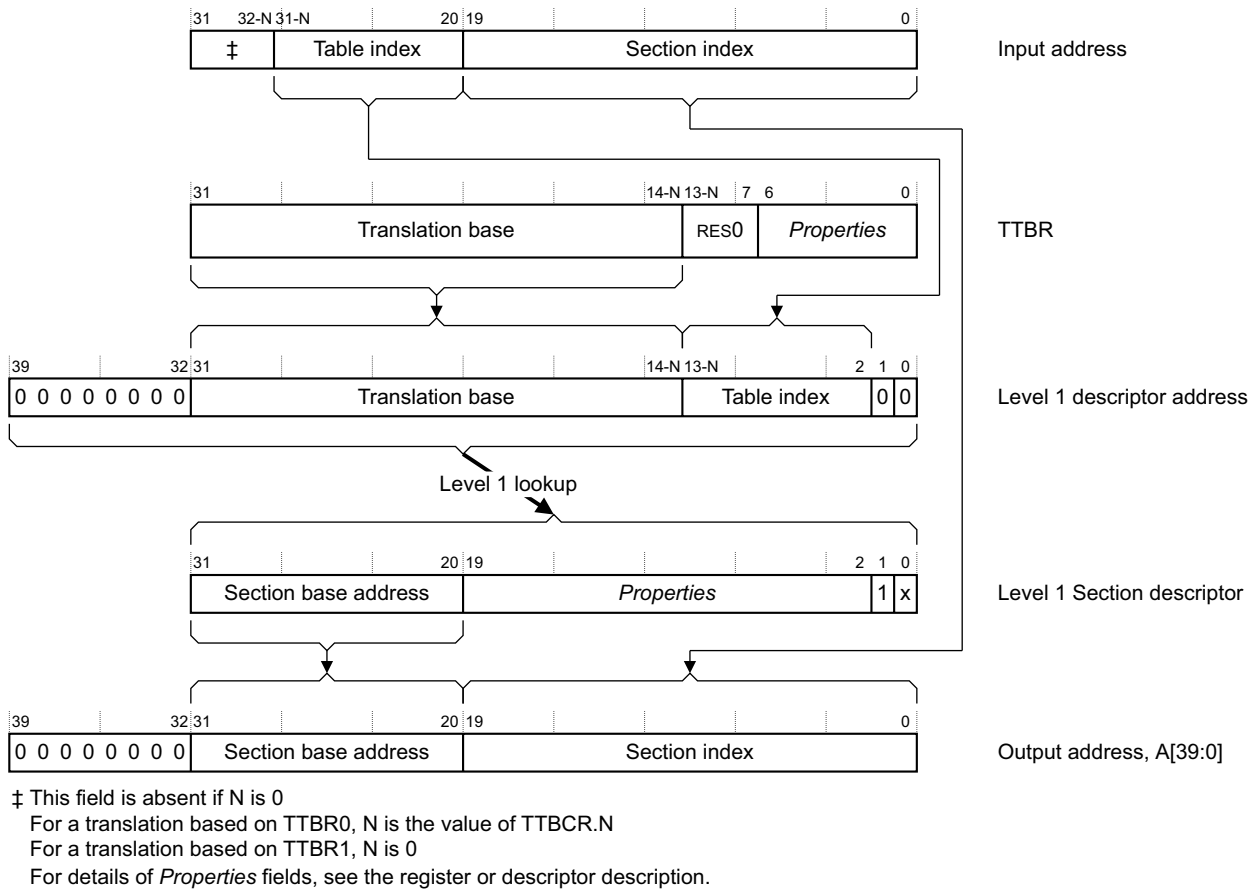 31 32-N 31-N 20 19 0
‡ Table index Section index Input address
31 14-N 13-N 7 6 0
Translation base RES0 Properties TTBR
39 32 31 14-N 13-N 2 1 0
0 0 0 0 0 0 0 0 Translation base Table index 0 0 Level 1 descriptor address
Level 1 lookup
31 20 19 2 1 0
Section base address Properties 1 x Level 1 Section descriptor
39 32 31 20 19 0
0 0 0 0 0 0 0 0 Section base address Section index Output address, A[39:0]
‡ This field is absent if N is 0
For a translation based on TTBR0, N is the value of TTBCR.N
For a translation based on TTBR1, N is 0
For details of Properties fields, see the register or descriptor description.